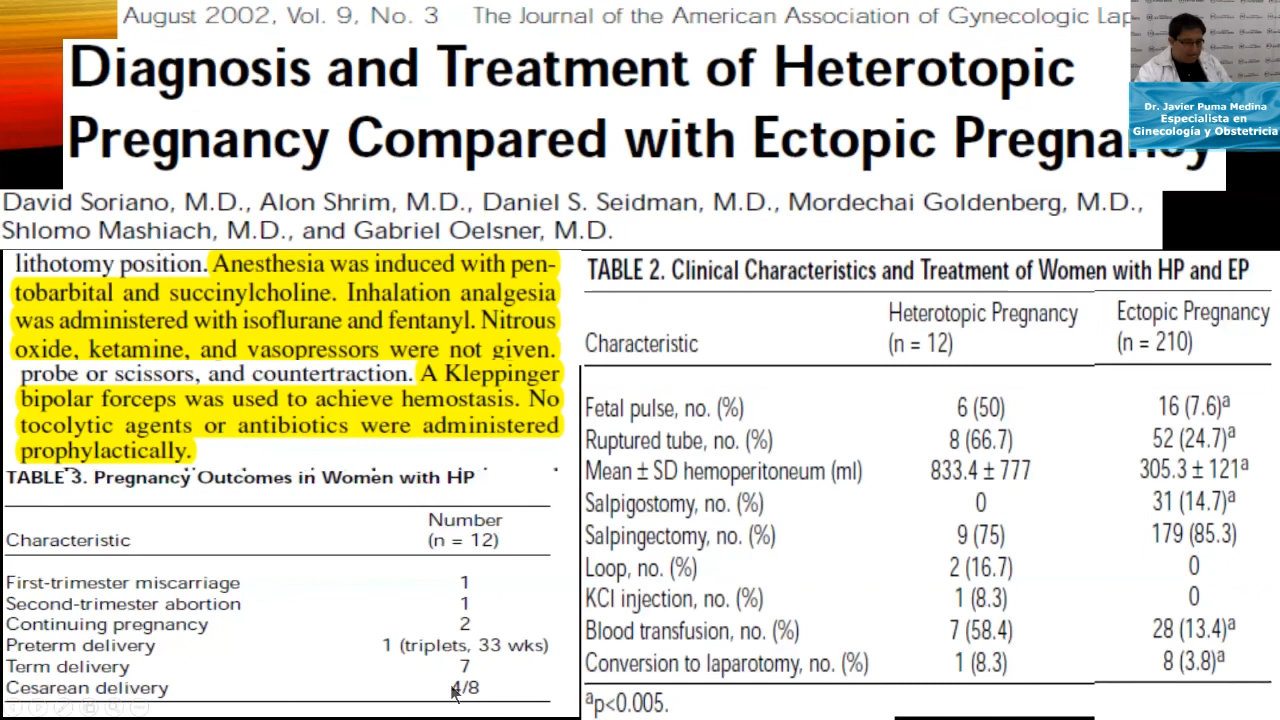 August 2002, Vol. 9, No. 3 The Journal of the American Association of Gynecologic
Diagnosis and Treatment of Heterotopic
Pregnancy Compared with Ectopic Pregnancy
Dr. Javier Puma Medina
Especialista en
Ginecología y Obstetricia
David Soriano, M.D., Alon Shrim, M.D., Daniel S. Seidman, M.D., Mordechai Goldenberg, M.D.,
Shlomo Mashiach, M.D., and Gabriel Oelsner, M.D.
lithotomy position. Anesthesia was induced with pen-
tobarbital and succinylcholine. Inhalation analgesia
was administered with isoflurane and fentanyl. Nitrous
oxide, ketamine, and vasopressors were not given.
probe or scissors, and countertraction. A Kleppinger
bipolar forceps was used to achieve hemostasis. No
tocolytic agents or antibiotics were administered
prophylactically.
TABLE 3. Pregnancy Outcomes in Women with HP
Number
Characteristic (n = 12)
First-trimester miscarriage 1
Second-trimester abortion 1
Continuing pregnancy 2
Preterm delivery 1 (triplets, 33 wks)
Term delivery 7
Cesarean delivery 4/8
TABLE 2. Clinical Characteristics and Treatment of Women with HP and EP
Heterotopic Pregnancy Ectopic Pregnancy
Characteristic (n = 12) (n = 210)
Fetal pulse, no. (%) 6 (50) 16 (7.6)a
Ruptured tube, no. (%) 8 (66.7) 52 (24.7)a
Mean ± SD hemoperitoneum (ml) 833.4 ± 777 305.3 ± 121a
Salpigostomy, no. (%) 0 31 (14.7)a
Salpingectomy, no. (%) 9 (75) 179 (85.3)
Loop, no. (%) 2 (16.7) 0
KCl injection, no. (%) 1 (8.3) 0
Blood transfusion, no. (%) 7 (58.4) 28 (13.4)a
Conversion to laparotomy, no. (%) 1 (8.3) 8 (3.8)a
ap<0.005.